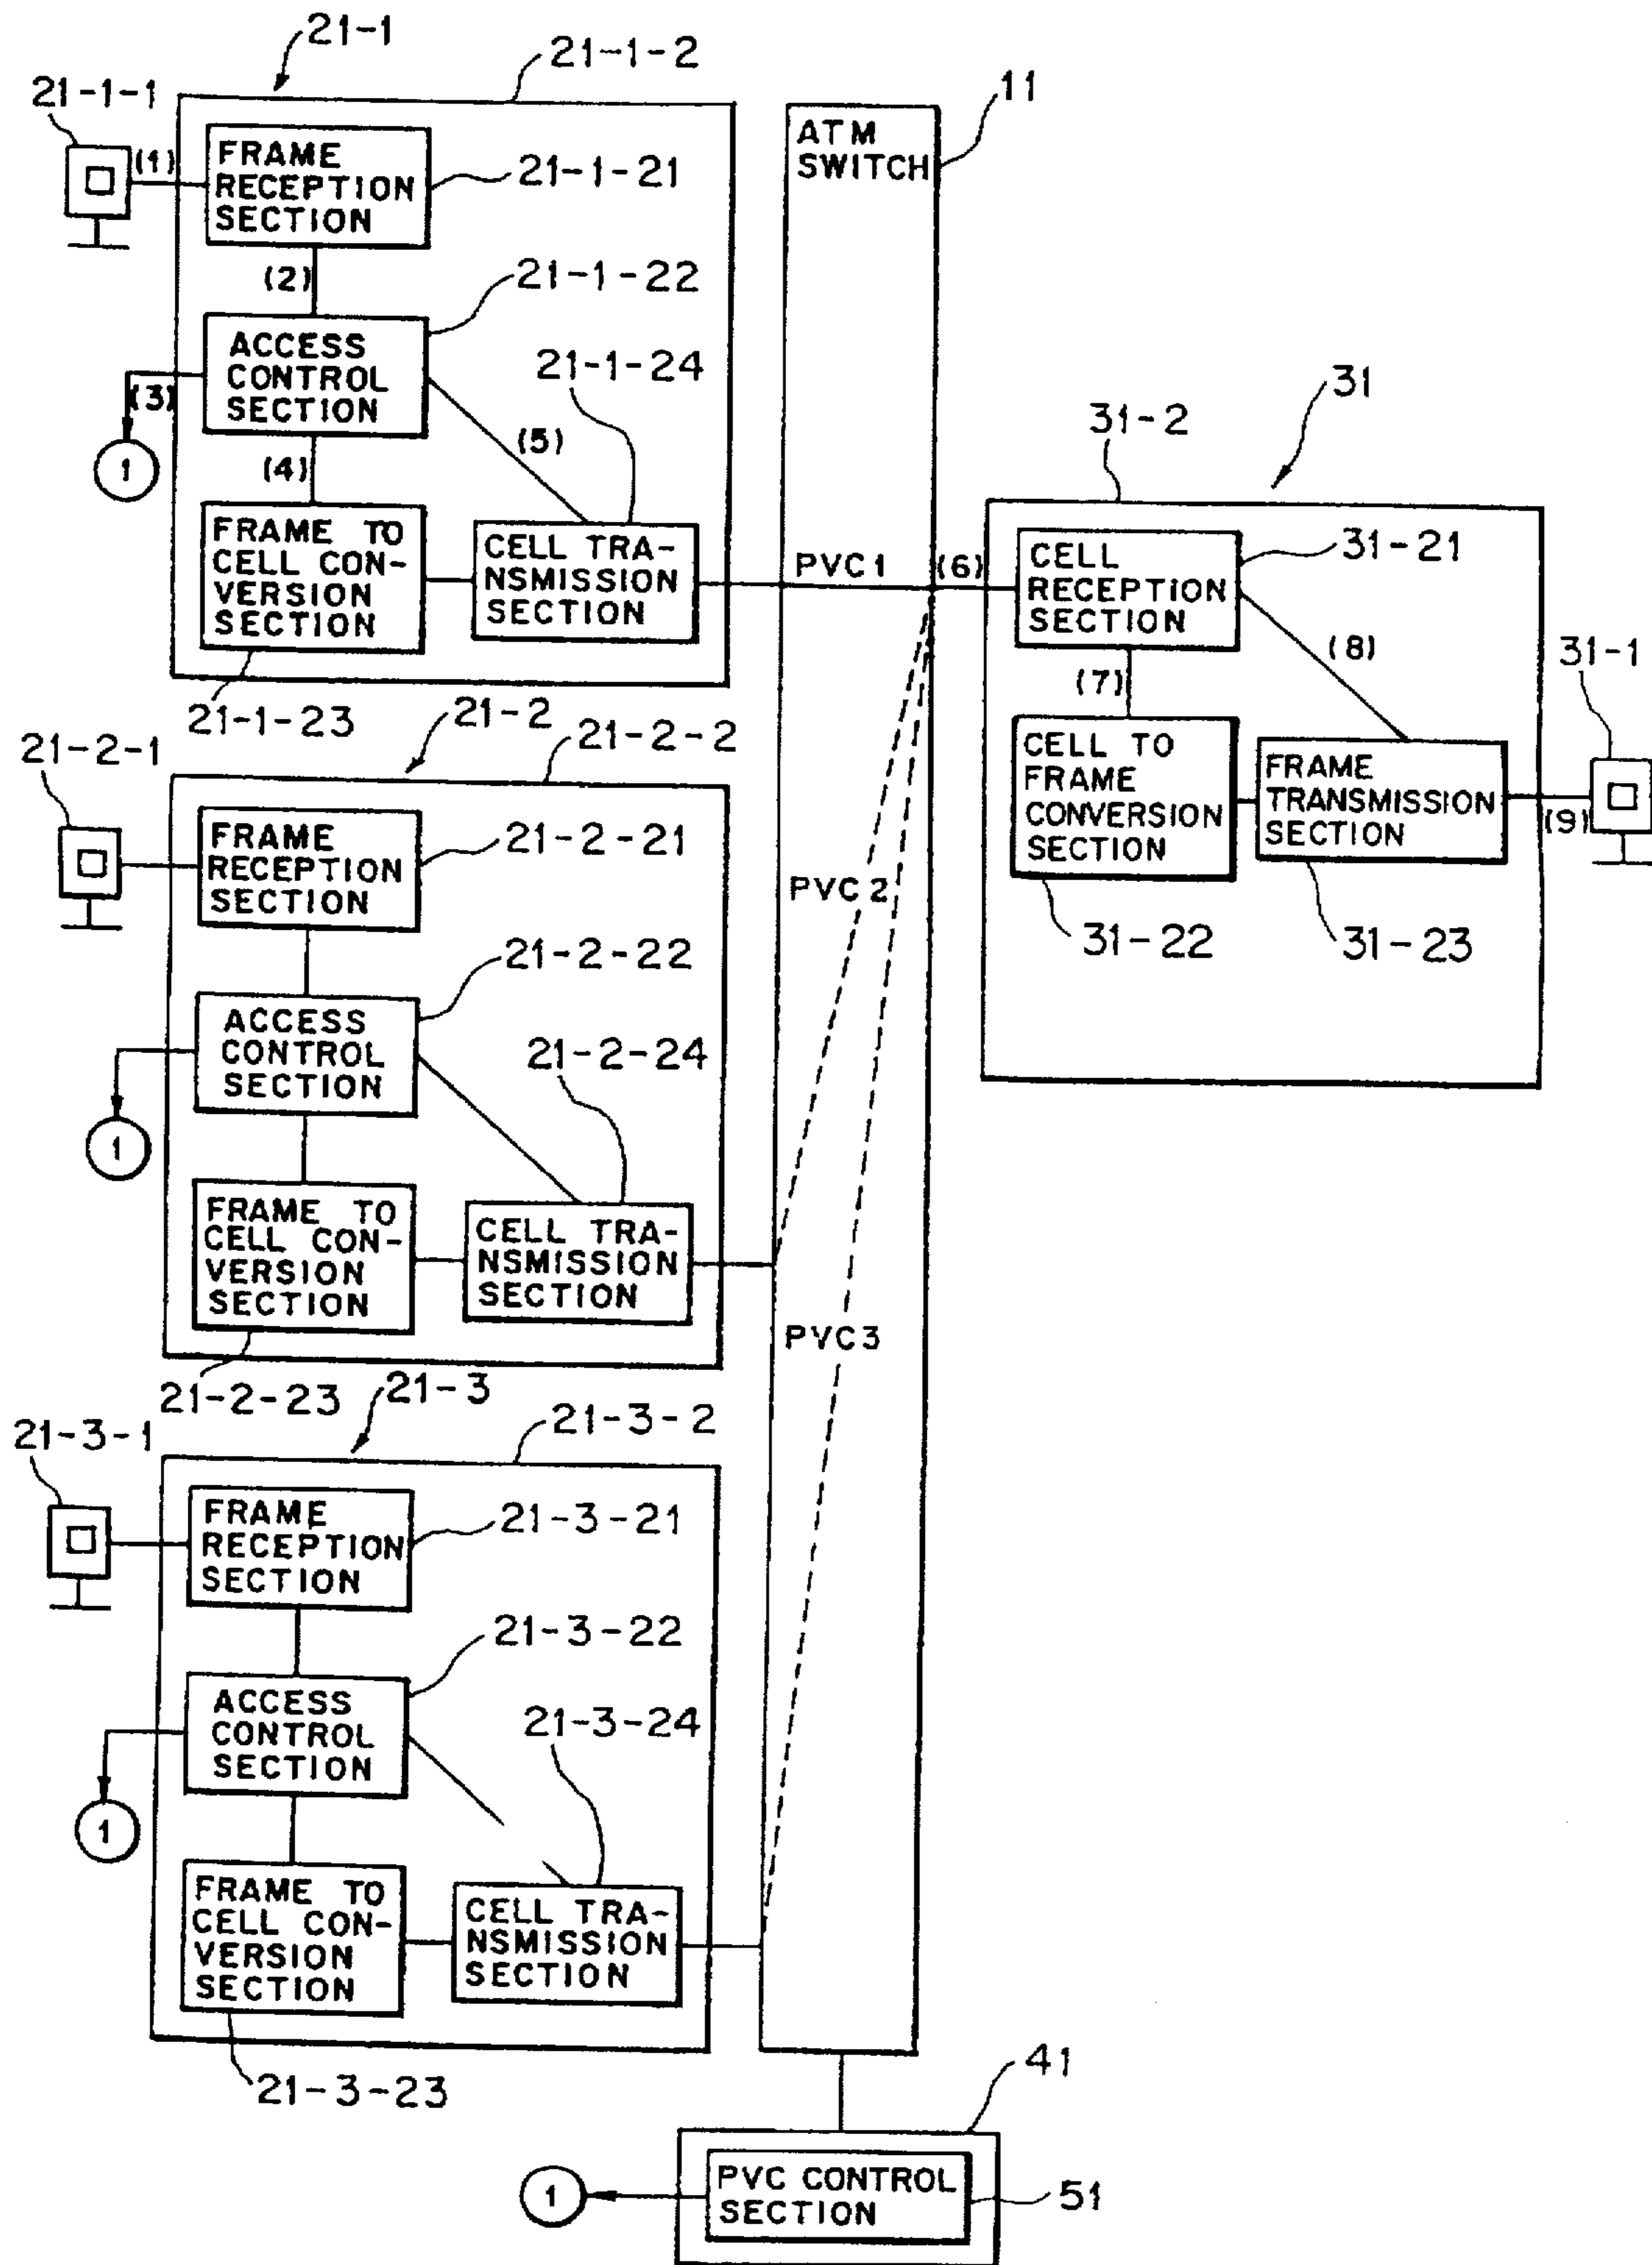 21-1
21-1-2
21-1-1
11
ATM
SWITCH
(1)
FRAME
RECEPTION
SECTION
21-1-21
(2)
21-1-22
ACCESS
CONTROL
SECTION
21-1-24
(3)
1
(4)
(5)
31
31-2
FRAME TO
CELL CON-
VERSION
SECTION
CELL TRA-
NSMISSION
SECTION
PVC1
(6)
CELL
RECEPTION
SECTION
31-21
(7)
(8)
31-1
21-1-23
21-2
21-2-2
21-2-1
CELL TO
FRAME
CONVERSION
SECTION
FRAME
TRANSMISSION
SECTION
(9)
31-22
31-23
FRAME
RECEPTION
SECTION
21-2-21
PVC2
21-2-22
ACCESS
CONTROL
SECTION
21-2-24
1
FRAME TO
CELL CON-
VERSION
SECTION
CELL TRA-
NSMISSION
SECTION
PVC3
21-2-23
21-3
21-3-2
21-3-1
FRAME
RECEPTION
SECTION
21-3-21
21-3-22
ACCESS
CONTROL
SECTION
21-3-24
1
FRAME TO
CELL CON-
VERSION
SECTION
CELL TRA-
NSMISSION
SECTION
21-3-23
41
1
PVC CONTROL
SECTION
51